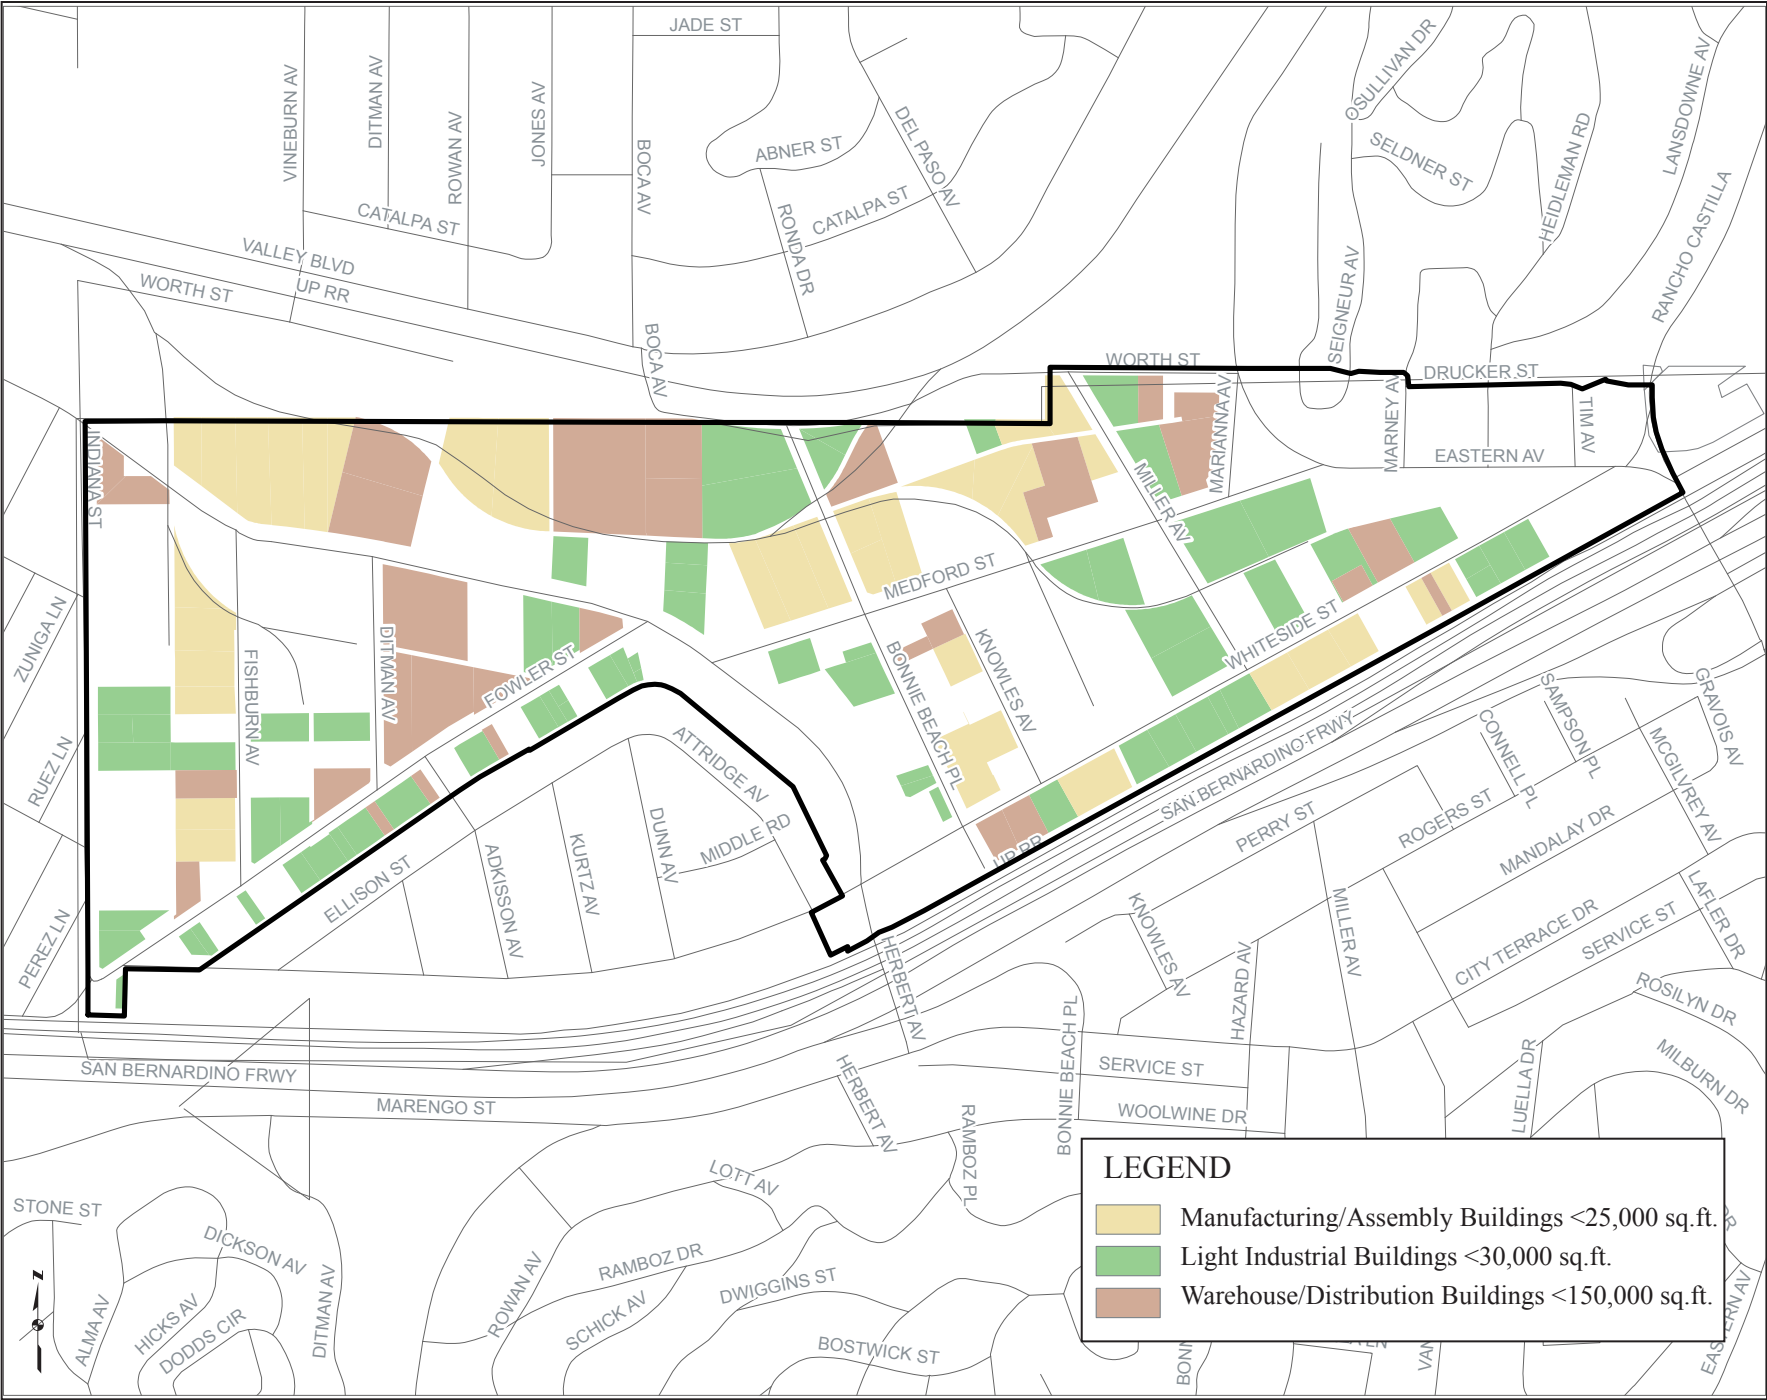 JADE ST
OSULLIVAN DR
LANSDOWNE AV
VINEBURN AV
DITMAN AV
ROWAN AV
JONES AV
BOCA AV
ABNER ST
DEL PASO AV
SELDNER ST
HEIDLEMAN RD
RANCHO CASTILLA
CATALPA ST
CATALPA ST
RONDA DR
VALLEY BLVD
UP RR
WORTH ST
SEIGNEUR AV
BOCA AV
WORTH ST
DRUCKER ST
INDIANA ST
MARIANNA AV
MARNEY AV
TIM AV
EASTERN AV
MILLER AV
MEDFORD ST
ZUNIGA LN
FISHBURN AV
DITMAN AV
FOWLER ST
BONNIE BEACH PL
KNOWLES AV
WHITESIDE ST
RUEZ LN
ATTRIDGE AV
SAN BERNARDINO FRWY
SAMPSON PL
CONNELL PL
GRAVOIS AV
MCGILVREY AV
UP RR
PERRY ST
ROGERS ST
MANDALAY DR
MIDDLE RD
DUNN AV
KURTZ AV
ADKISSON AV
ELLISON ST
PEREZ LN
HERBERT AV
KNOWLES AV
HAZARD AV
MILLER AV
CITY TERRACE DR
SERVICE ST
LAFLER DR
ROSILYN DR
MILBURN DR
LUELLA DR
BONNIE BEACH PL
SERVICE ST
WOOLWINE DR
SAN BERNARDINO FRWY
MARENGO ST
HERBERT AV
RAMBOZ PL
LOTT AV
STONE ST
DICKSON AV
RAMBOZ DR
ROWAN AV
SCHICK AV
DWIGGINS ST
BOSTWICK ST
ALMA AV
HICKS AV
DODDS CIR
DITMAN AV
LEGEND
Manufacturing/Assembly Buildings <25,000 sq.ft.
Light Industrial Buildings <30,000 sq.ft.
Warehouse/Distribution Buildings <150,000 sq.ft.
BONN
VAN
Z